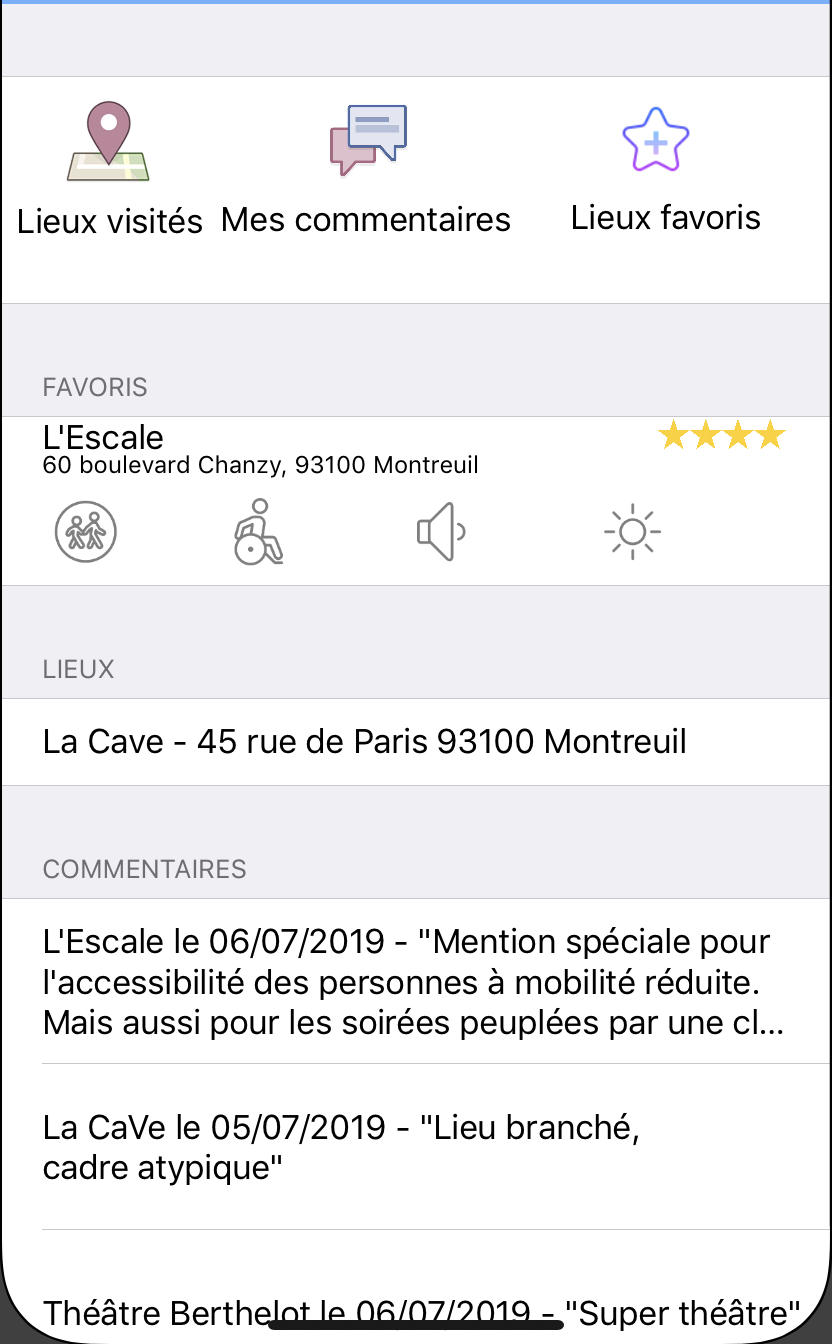 Lieux visités Mes commentaires Lieux favoris
FAVORIS
L'Escale
60 boulevard Chanzy, 93100 Montreuil
LIEUX
La Cave - 45 rue de Paris 93100 Montreuil
COMMENTAIRES
L'Escale le 06/07/2019 - "Mention spéciale pour
l'accessibilité des personnes à mobilité réduite.
Mais aussi pour les soirées peuplées par une cl...
La CaVe le 05/07/2019 - "Lieu branché,
cadre atypique"
Théâtre Berthelot le 06/07/2019 - "Super théâtre"